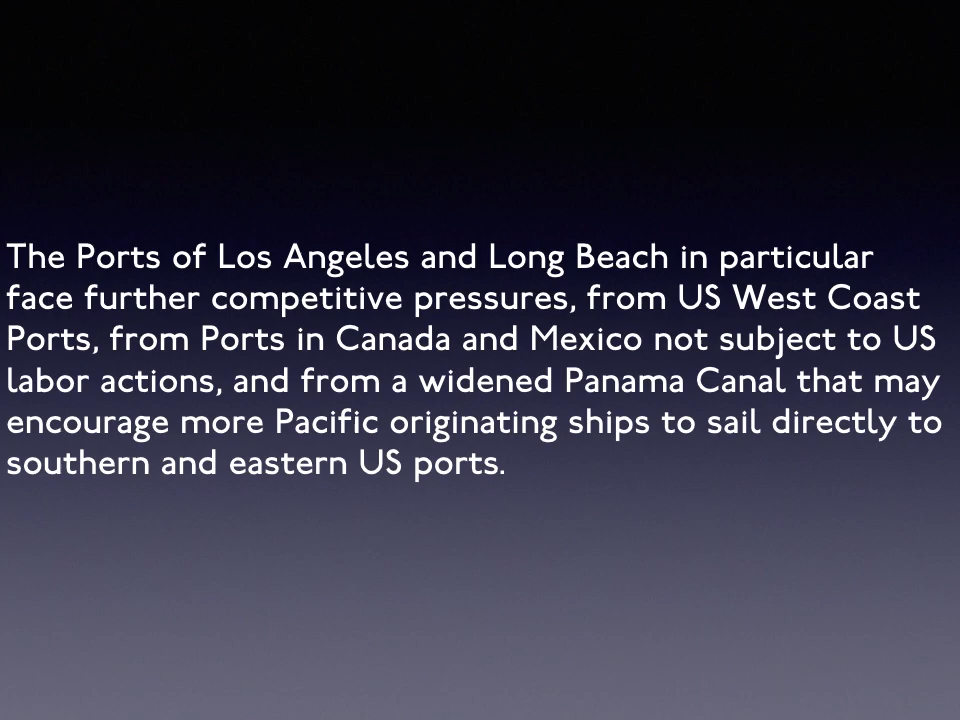 The Ports of Los Angeles and Long Beach in particular
face further competitive pressures, from US West Coast
Ports, from Ports in Canada and Mexico not subject to US
labor actions, and from a widened Panama Canal that may
encourage more Pacific originating ships to sail directly to
southern and eastern US ports.